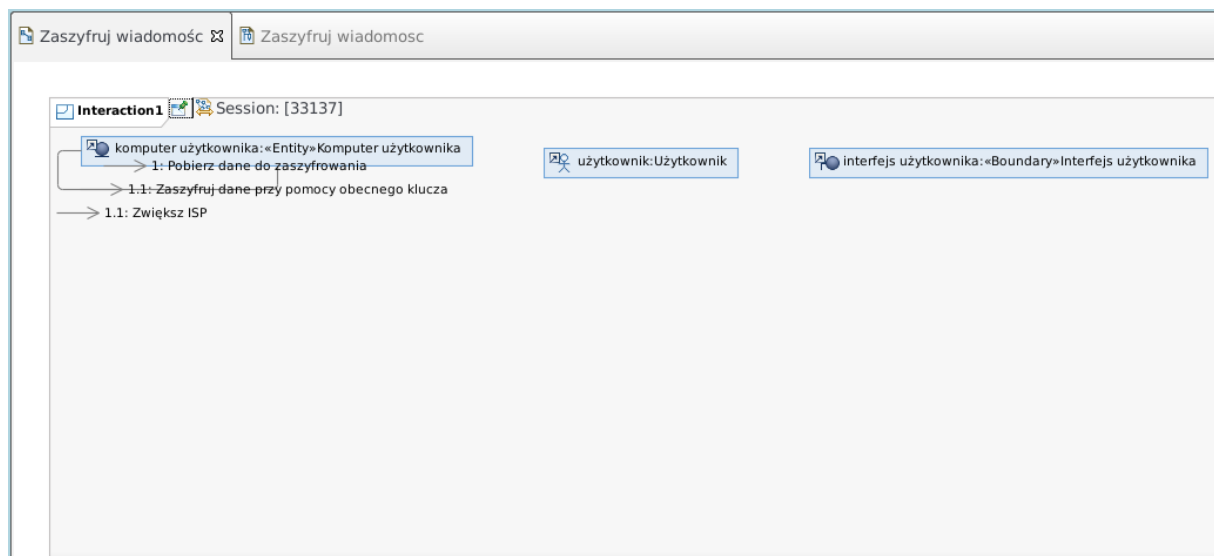 Zaszyfruj wiadomośc
Zaszyfruj wiadomosc
Interaction1
Session: [33137]
komputer użytkownika:«Entity»Komputer użytkownika
1: Pobierz dane do zaszyfrowania
użytkownik:Użytkownik
interfejs użytkownika:«Boundary»Interfejs użytkownika
1.1: Zaszyfruj dane przy pomocy obecnego klucza
1.1: Zwiększ ISP